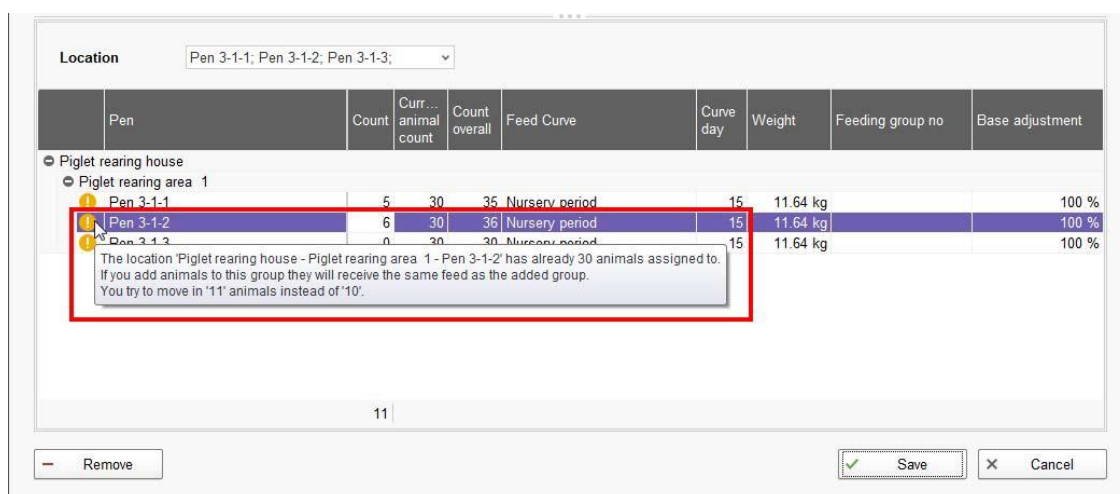 Location Pen 3-1-1; Pen 3-1-2; Pen 3-1-3;
Pen Count Curr... animal count Count overall Feed Curve Curve day Weight Feeding group no Base adjustment
Piglet rearing house
Piglet rearing area 1
Pen 3-1-1 5 30 35 Nursery period 15 11.64 kg 100 %
Pen 3-1-2 6 30 36 Nursery period 15 11.64 kg 100 %
Pen 3-1-3 0 30 30 Nursery period 15 11.64 kg 100 %
The location 'Piglet rearing house - Piglet rearing area 1 - Pen 3-1-2' has already 30 animals assigned to.
If you add animals to this group they will receive the same feed as the added group.
You try to move in '11' animals instead of '10'.
11
Remove Save Cancel